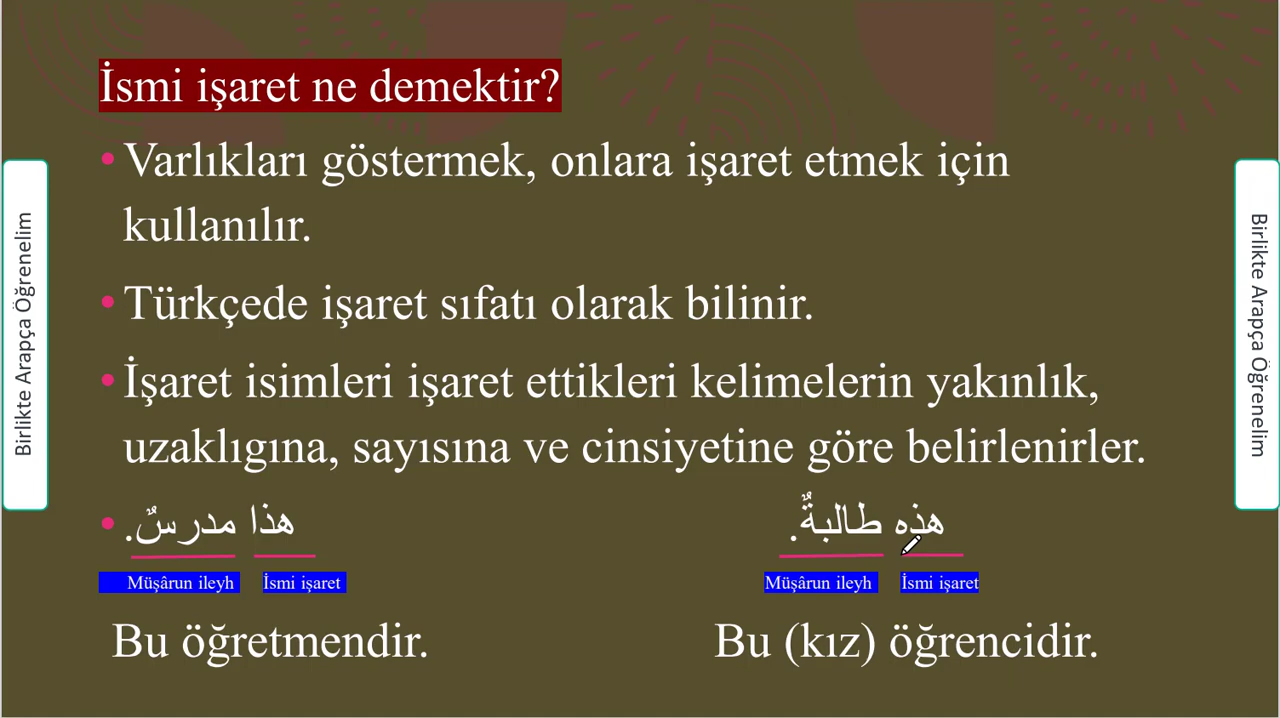 İsmi işaret ne demektir?
• Varlıkları göstermek, onlara işaret etmek için
kullanılır.
• Türkçede işaret sıfatı olarak bilinir.
• İşaret isimleri işaret ettikleri kelimelerin yakınlık,
uzaklıgına, sayısına ve cinsiyetine göre belirlenirler.
• هذا مدرسٌ.
هذه طالبةٌ.
Müşârun ileyh İsmi işaret
Müşârun ileyh İsmi işaret
Bu öğretmendir.
Bu (kız) öğrencidir.
Birlikte Arapça Öğrenelim
Birlikte Arapça Öğrenelim